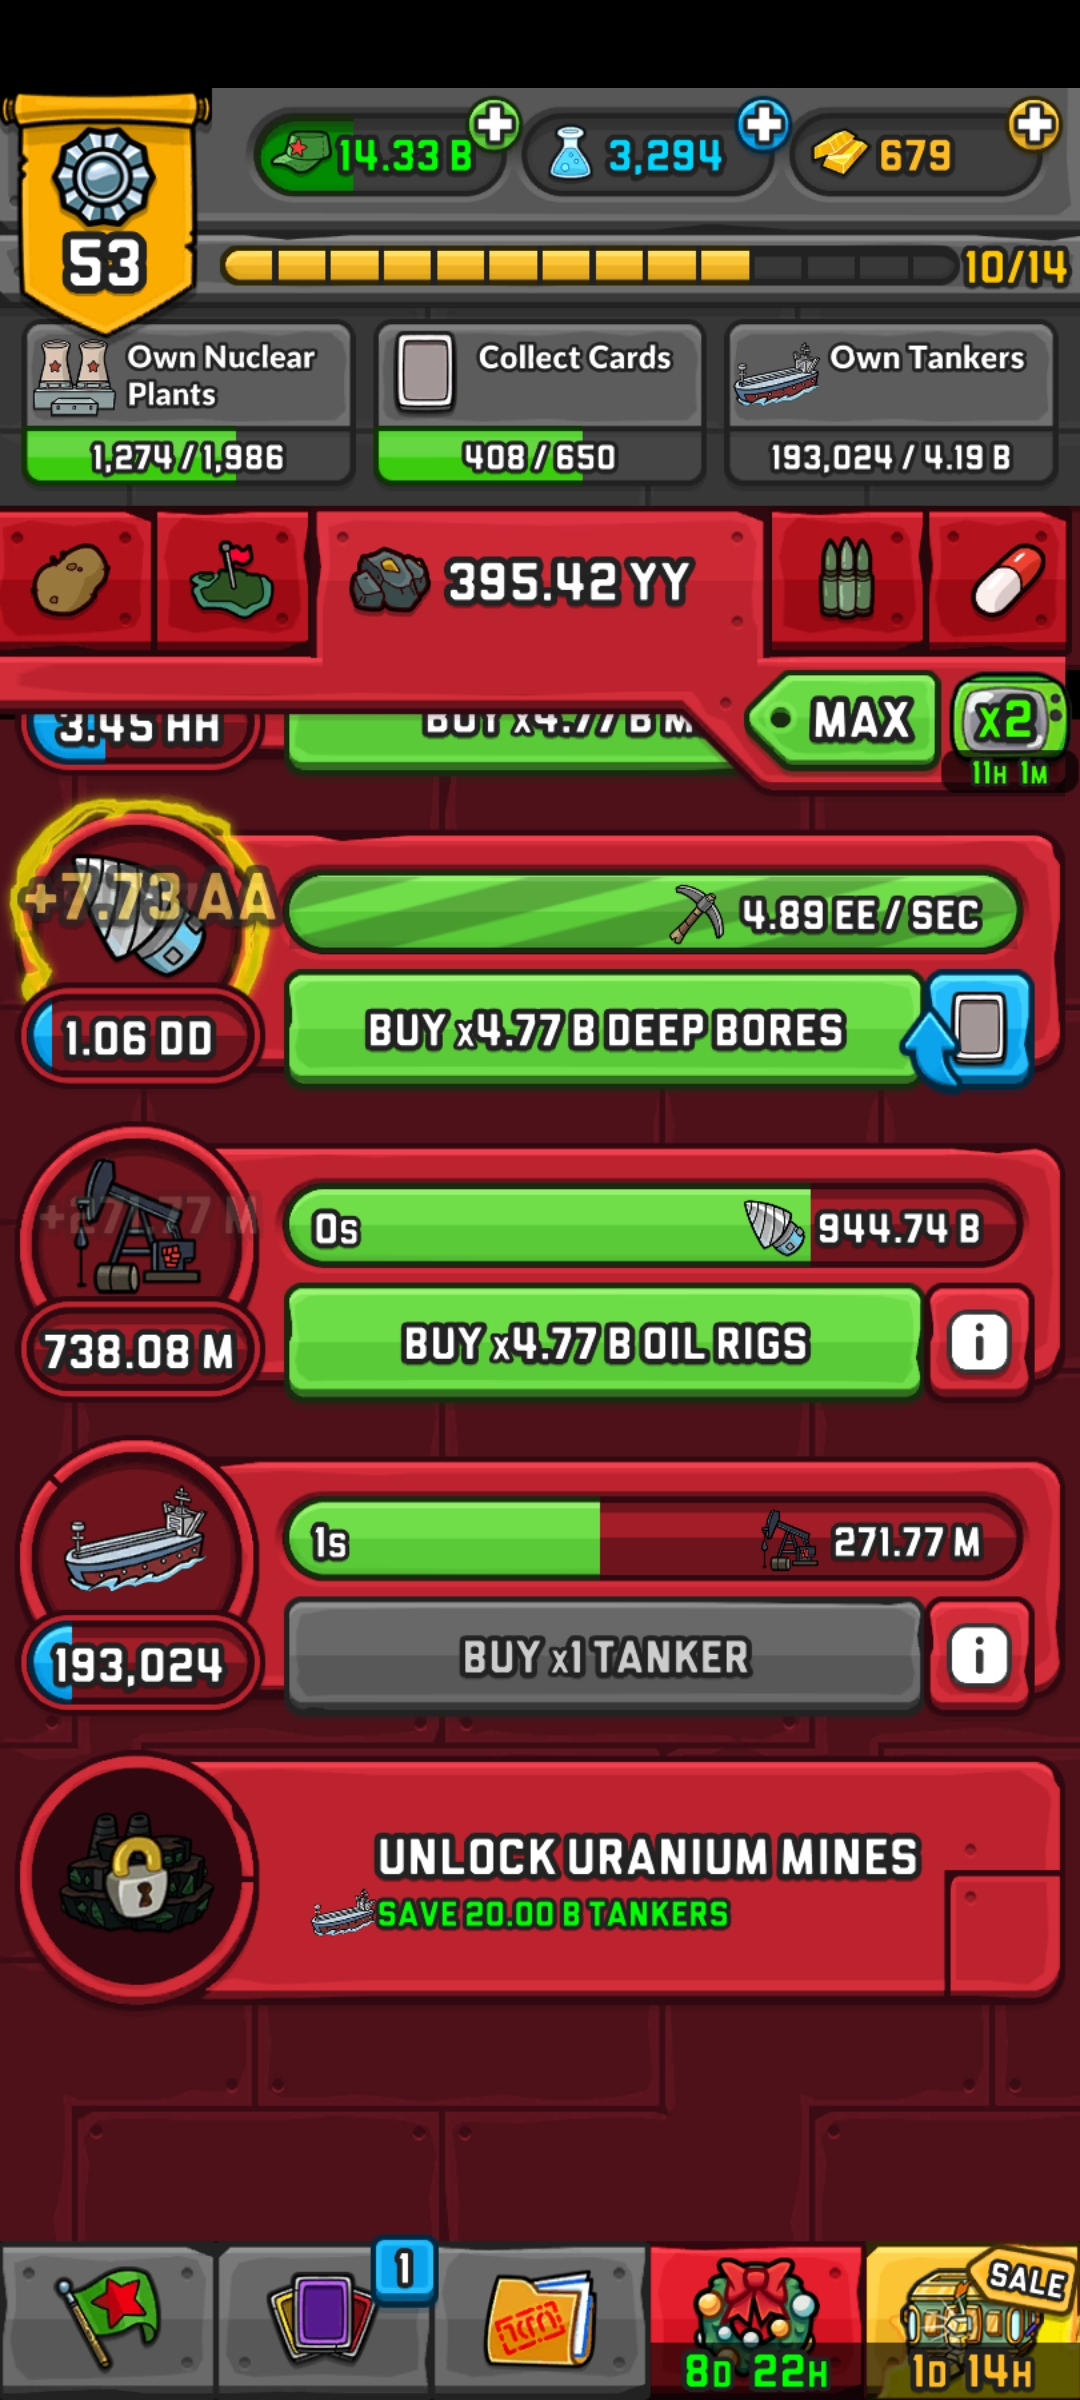 53
14.33 B
3,294
679
10/14
Own Nuclear
Plants
1,274 / 1,986
Collect Cards
408 / 650
Own Tankers
193,024 / 4.19 B
395.42 YY
MAX
x2
11H 1M
3.45 HH
BUY x4.77 B M
+7.73 AA
4.89 EE / SEC
1.06 DD
BUY x4.77 B DEEP BORES
+271.77 M
0s
944.74 B
738.08 M
BUY x4.77 B OIL RIGS
i
1s
271.77 M
193,024
BUY x1 TANKER
i
UNLOCK URANIUM MINES
SAVE 20.00 B TANKERS
1
SALE
8D 22H
1D 14H